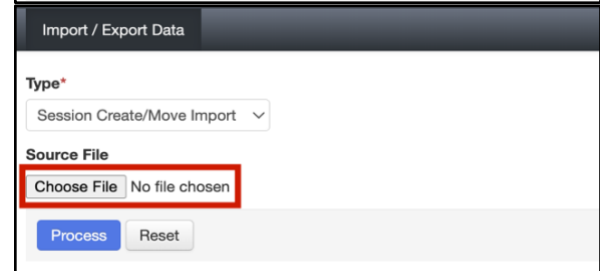 Import / Export Data
Type*
Session Create/Move Import
Source File
Choose File No file chosen
Process Reset